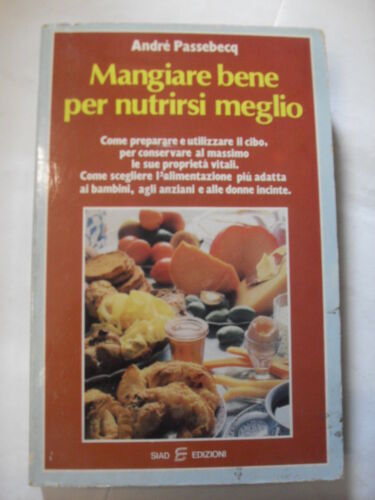 André Passebecq
Mangiare bene
per nutrirsi meglio
Come preparare e utilizzare il cibo,
per conservare al massimo
le sue proprietà vitali.
Come scegliere l'alimentazione più adatta
ai bambini, agli anziani e alle donne incinte.
SIAD E EDIZIONI